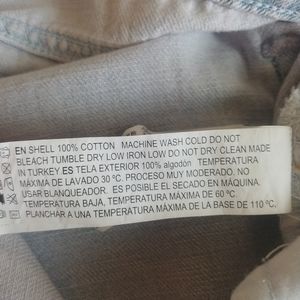 EN SHELL 100% COTTON MACHINE WASH COLD DO NOT
BLEACH TUMBLE DRY LOW IRON LOW DO NOT DRY CLEAN MADE
IN TURKEY ES TELA EXTERIOR 100% algodón TEMPERATURA
MÁXIMA DE LAVADO 30 ºC. PROCESO MUY MODERADO. NO
USAR BLANQUEADOR. ES POSIBLE EL SECADO EN MÁQUINA.
TEMPERATURA BAJA, TEMPERATURA MÁXIMA DE 60 ºC
PLANCHAR A UNA TEMPERATURA MÁXIMA DE LA BASE DE 110 ºC.